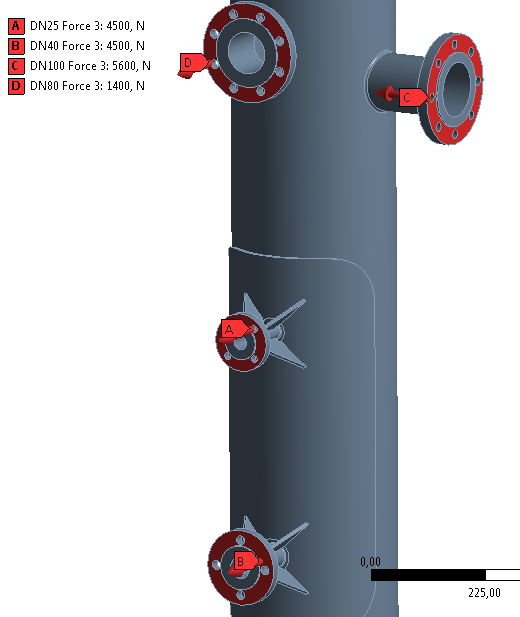 A DN25 Force 3: 4500, N
B DN40 Force 3: 4500, N
C DN100 Force 3: 5600, N
D DN80 Force 3: 1400, N
D
C
A
B
0,00
225,00